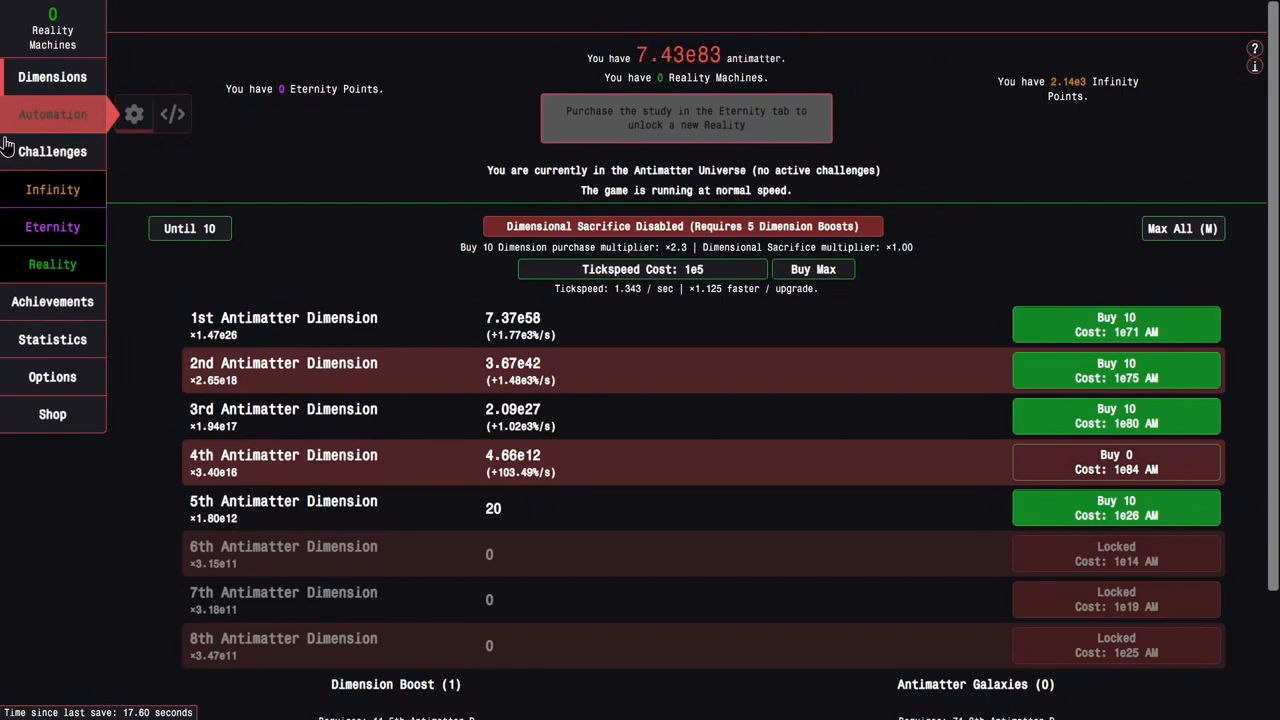 0
Reality
Machines
Dimensions
Automation
</>
Challenges
Infinity
Eternity
Reality
Achievements
Statistics
Options
Shop
You have 7.43e83 antimatter.
You have 0 Reality Machines.
You have 0 Eternity Points.
You have 2.14e3 Infinity
Points.
?
i
Purchase the study in the Eternity tab to
unlock a new Reality
You are currently in the Antimatter Universe (no active challenges)
The game is running at normal speed.
Until 10
Dimensional Sacrifice Disabled (Requires 5 Dimension Boosts)
Max All (M)
Buy 10 Dimension purchase multiplier: ×2.3 | Dimensional Sacrifice multiplier: ×1.00
Tickspeed Cost: 1e5
Buy Max
Tickspeed: 1.343 / sec | ×1.125 faster / upgrade.
1st Antimatter Dimension
×1.47e26
7.37e58
(+1.77e3%/s)
Buy 10
Cost: 1e71 AM
2nd Antimatter Dimension
×2.65e18
3.67e42
(+1.48e3%/s)
Buy 10
Cost: 1e75 AM
3rd Antimatter Dimension
×1.94e17
2.09e27
(+1.02e3%/s)
Buy 10
Cost: 1e80 AM
4th Antimatter Dimension
×3.40e16
4.66e12
(+103.49%/s)
Buy 0
Cost: 1e84 AM
5th Antimatter Dimension
×1.80e12
20
Buy 10
Cost: 1e26 AM
6th Antimatter Dimension
×3.15e11
0
Locked
Cost: 1e14 AM
7th Antimatter Dimension
×3.18e11
0
Locked
Cost: 1e19 AM
8th Antimatter Dimension
×3.47e11
0
Locked
Cost: 1e25 AM
Dimension Boost (1)
Antimatter Galaxies (0)
Time since last save: 17.60 seconds